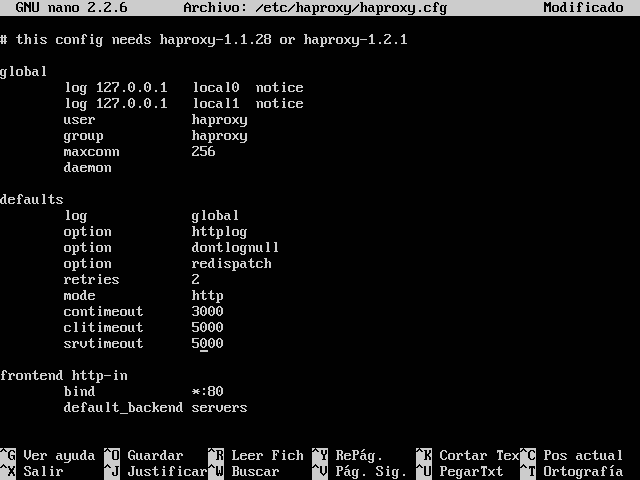 GNU nano 2.2.6 Archivo: /etc/haproxy/haproxy.cfg Modificado
# this config needs haproxy-1.1.28 or haproxy-1.2.1
global
log 127.0.0.1 local0 notice
log 127.0.0.1 local1 notice
user haproxy
group haproxy
maxconn 256
daemon
defaults
log global
option httplog
option dontlognull
option redispatch
retries 2
mode http
contimeout 3000
clitimeout 5000
srvtimeout 5000
frontend http-in
bind *:80
default_backend servers
^G Ver ayuda ^O Guardar ^R Leer Fich ^Y RePág. ^K Cortar Tex ^C Pos actual
^X Salir ^J Justificar ^W Buscar ^V Pág. Sig. ^U PegarTxt ^T Ortografía